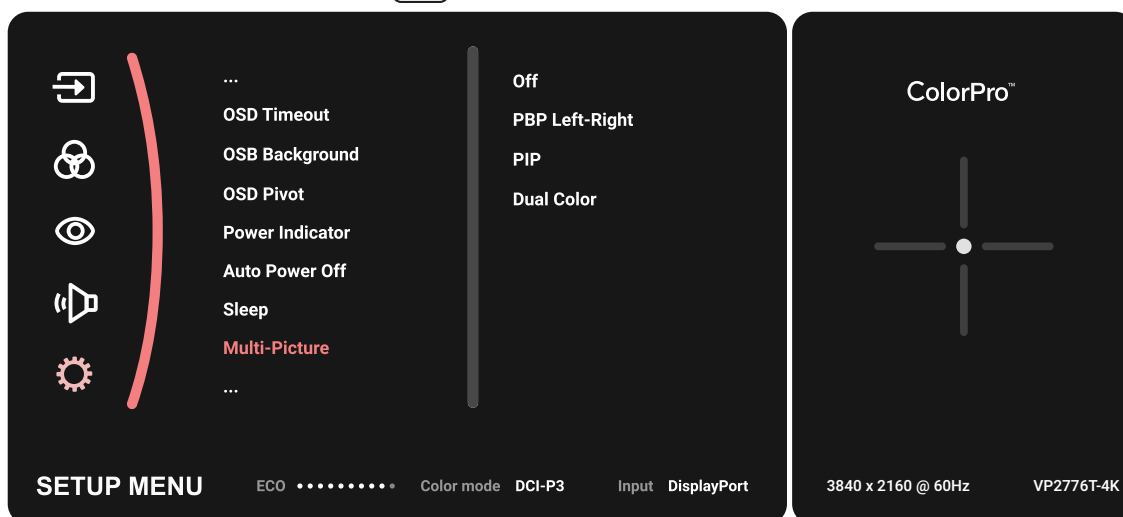 ...
OSD Timeout
OSB Background
OSD Pivot
Power Indicator
Auto Power Off
Sleep
Multi-Picture
...
Off
PBP Left-Right
PIP
Dual Color
SETUP MENU ECO Color mode DCI-P3 Input DisplayPort
ColorPro™
3840 x 2160 @ 60Hz VP2776T-4K